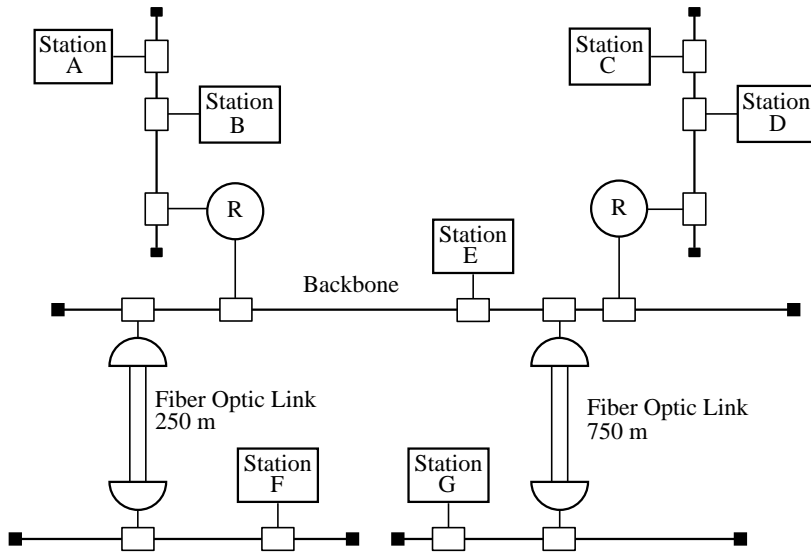 Station
A
Station
B
R
Station
C
Station
D
R
Station
E
Backbone
Fiber Optic Link
250 m
Fiber Optic Link
750 m
Station
F
Station
G